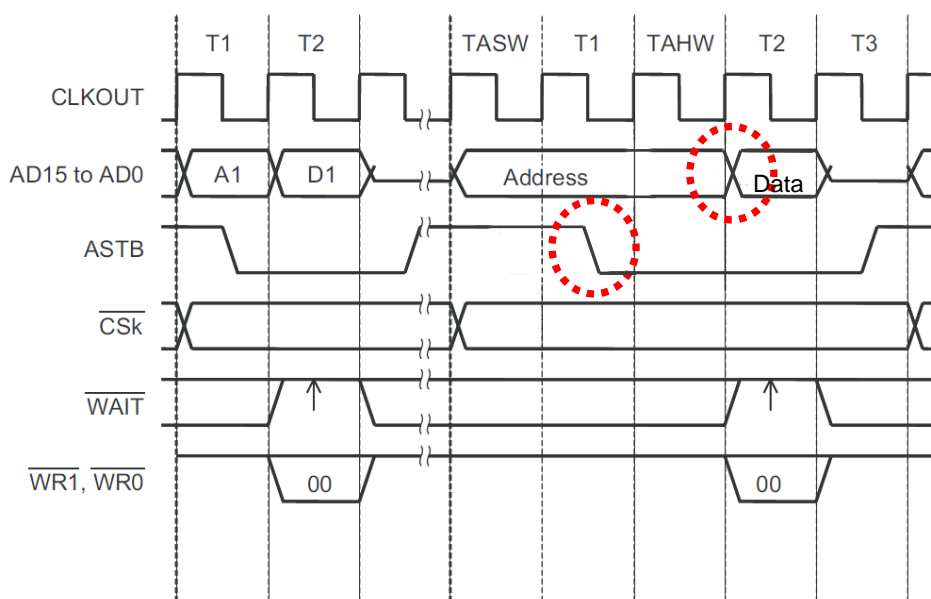 T1 T2 TASW T1 TAHW T2 T3
CLKOUT
AD15 to AD0 A1 D1 Address Data
ASTB
CSk
WAIT
WR1, WR0 00 00